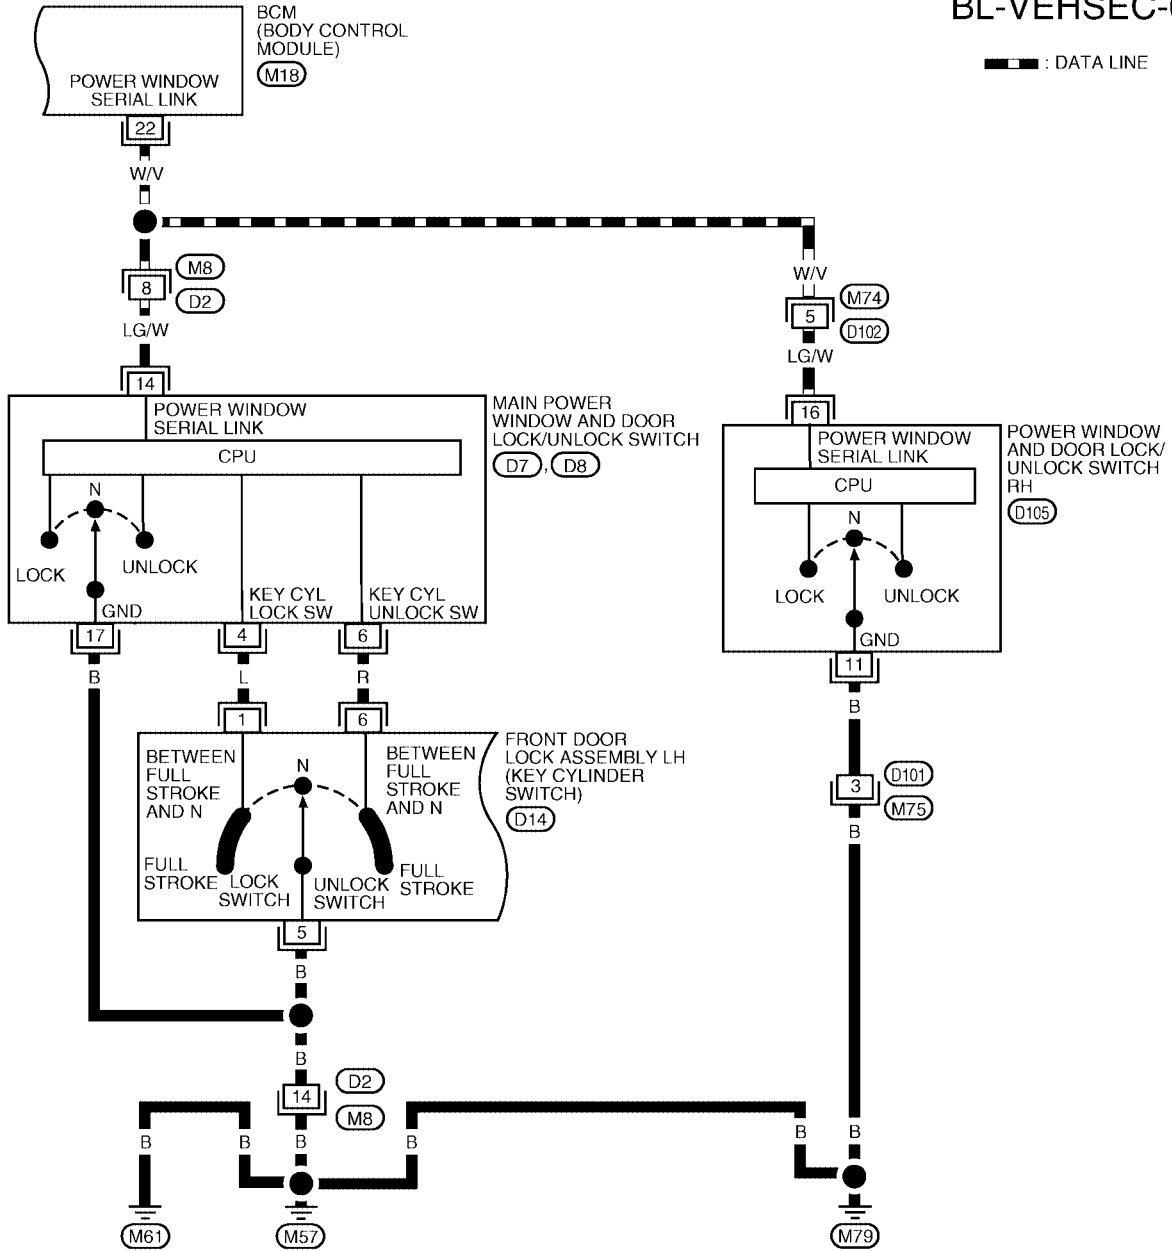 BL-VEHSEC-
: DATA LINE
BCM
(BODY CONTROL
MODULE)
M18
POWER WINDOW
SERIAL LINK
22
W/V
M8
8
D2
LG/W
14
W/V
M74
5
D102
LG/W
16
POWER WINDOW
SERIAL LINK
CPU
N
LOCK
UNLOCK
GND
KEY CYL
LOCK SW
KEY CYL
UNLOCK SW
MAIN POWER
WINDOW AND DOOR
LOCK/UNLOCK SWITCH
D7 , D8
POWER WINDOW
SERIAL LINK
CPU
N
LOCK
UNLOCK
GND
POWER WINDOW
AND DOOR LOCK/
UNLOCK SWITCH
RH
D105
17
4
6
B
L
R
1
6
11
B
BETWEEN
FULL
STROKE
AND N
N
BETWEEN
FULL
STROKE
AND N
FULL
STROKE
LOCK
SWITCH
UNLOCK
SWITCH
FULL
STROKE
FRONT DOOR
LOCK ASSEMBLY LH
(KEY CYLINDER
SWITCH)
D14
D101
3
M75
B
5
B
B
D2
14
M8
B
B
B
B
B
B
M61
M57
M79